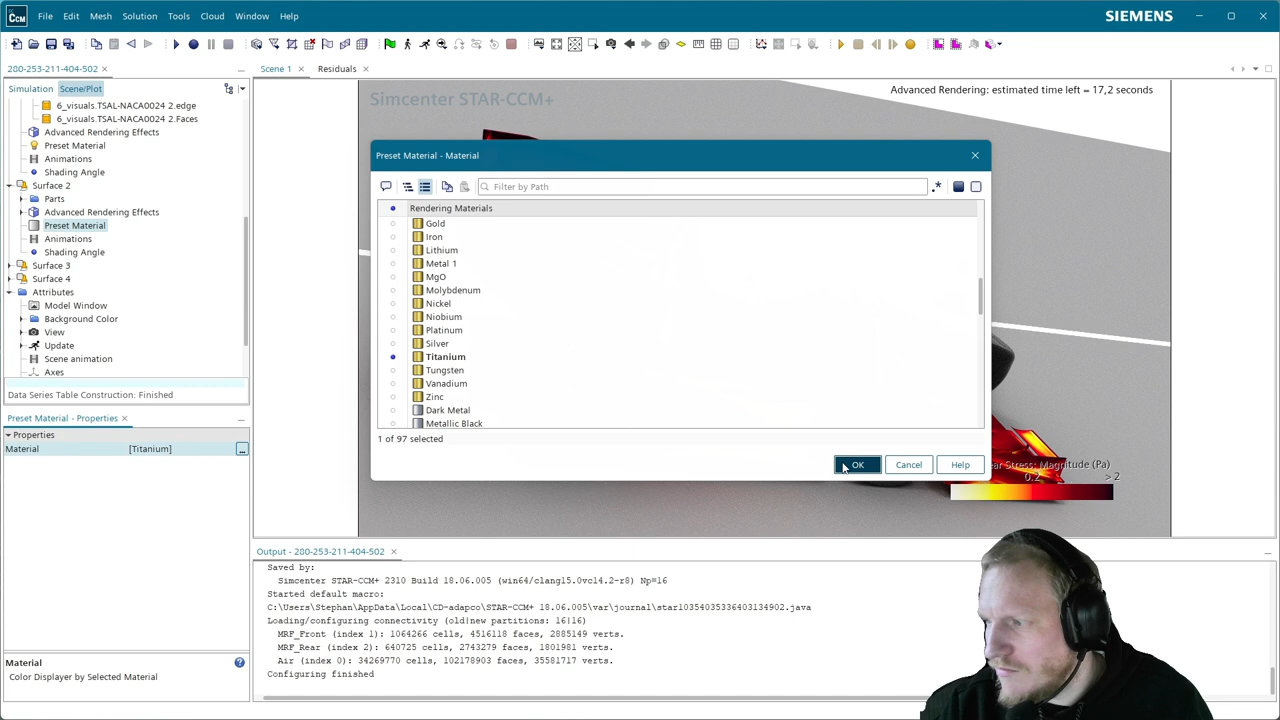 CCM File Edit Mesh Solution Tools Cloud Window Help SIEMENS
280-253-211-404-502 Scene 1 Residuals
Simulation Scene/Plot
Simcenter STAR-CCM+
Advanced Rendering: estimated time left = 17,2 seconds
6_visuals.TSAL-NACA0024 2.edge
6_visuals.TSAL-NACA0024 2.Faces
Advanced Rendering Effects
Preset Material
Animations
Shading Angle
Surface 2
Parts
Advanced Rendering Effects
Preset Material
Animations
Shading Angle
Surface 3
Surface 4
Attributes
Model Window
Background Color
View
Update
Scene animation
Axes
Data Series Table Construction: Finished
Preset Material - Properties
Properties
Material [Titanium] ...
Material
Color Displayer by Selected Material
Preset Material - Material
Filter by Path
Rendering Materials
Gold
Iron
Lithium
Metal 1
MgO
Molybdenum
Nickel
Niobium
Platinum
Silver
Titanium
Tungsten
Vanadium
Zinc
Dark Metal
Metallic Black
1 of 97 selected
OK Cancel Help
ear Stress: Magnitude (Pa)
0.2 > 2
Output - 280-253-211-404-502
Saved by:
Simcenter STAR-CCM+ 2310 Build 18.06.005 (win64/clang15.0vc14.2-r8) Np=16
Started default macro:
C:\Users\Stephan\AppData\Local\CD-adapco\STAR-CCM+ 18.06.005\var\journal\star10354035336403134902.java
Loading/configuring connectivity (old|new partitions: 16|16)
MRF_Front (index 1): 1064266 cells, 4516118 faces, 2885149 verts.
MRF_Rear (index 2): 640725 cells, 2743279 faces, 1801981 verts.
Air (index 0): 34269770 cells, 102178903 faces, 35581717 verts.
Configuring finished